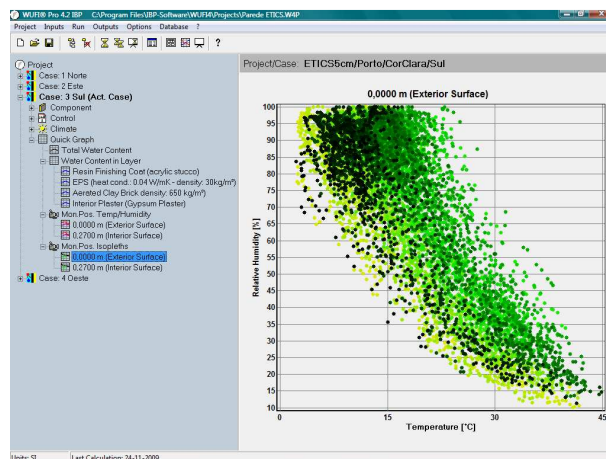 WUFI® Pro 4.2 IBP C:\Program Files\IBP-Software\WUFI4\Projects\Parede ETICS.W4P
Project Inputs Run Outputs Options Database ?
?
Project
Case: 1 Norte
Case: 2 Este
Case: 3 Sul (Act. Case)
Component
Control
Climate
Quick Graph
Total Water Content
Water Content in Layer
Resin Finishing Coat (acrylic stucco)
EPS (heat cond.: 0.04 W/mK - density: 30kg/m³)
Aerated Clay Brick density: 650 kg/m³)
Interior Plaster (Gypsum Plaster)
Mon.Pos. Temp/Humidity
0,0000 m (Exterior Surface)
0,2700 m (Interior Surface)
Mon.Pos. Isopleths
0,0000 m (Exterior Surface)
0,2700 m (Interior Surface)
Case: 4 Oeste
Project/Case: ETICS5cm/Porto/CorClara/Sul
0,0000 m (Exterior Surface)
Relative Humidity [%]
100
95
90
85
80
75
70
65
60
55
50
45
40
35
30
25
20
15
10
0 15 30 45
Temperature [°C]
Units: SI Last Calculation: 24-11-2009